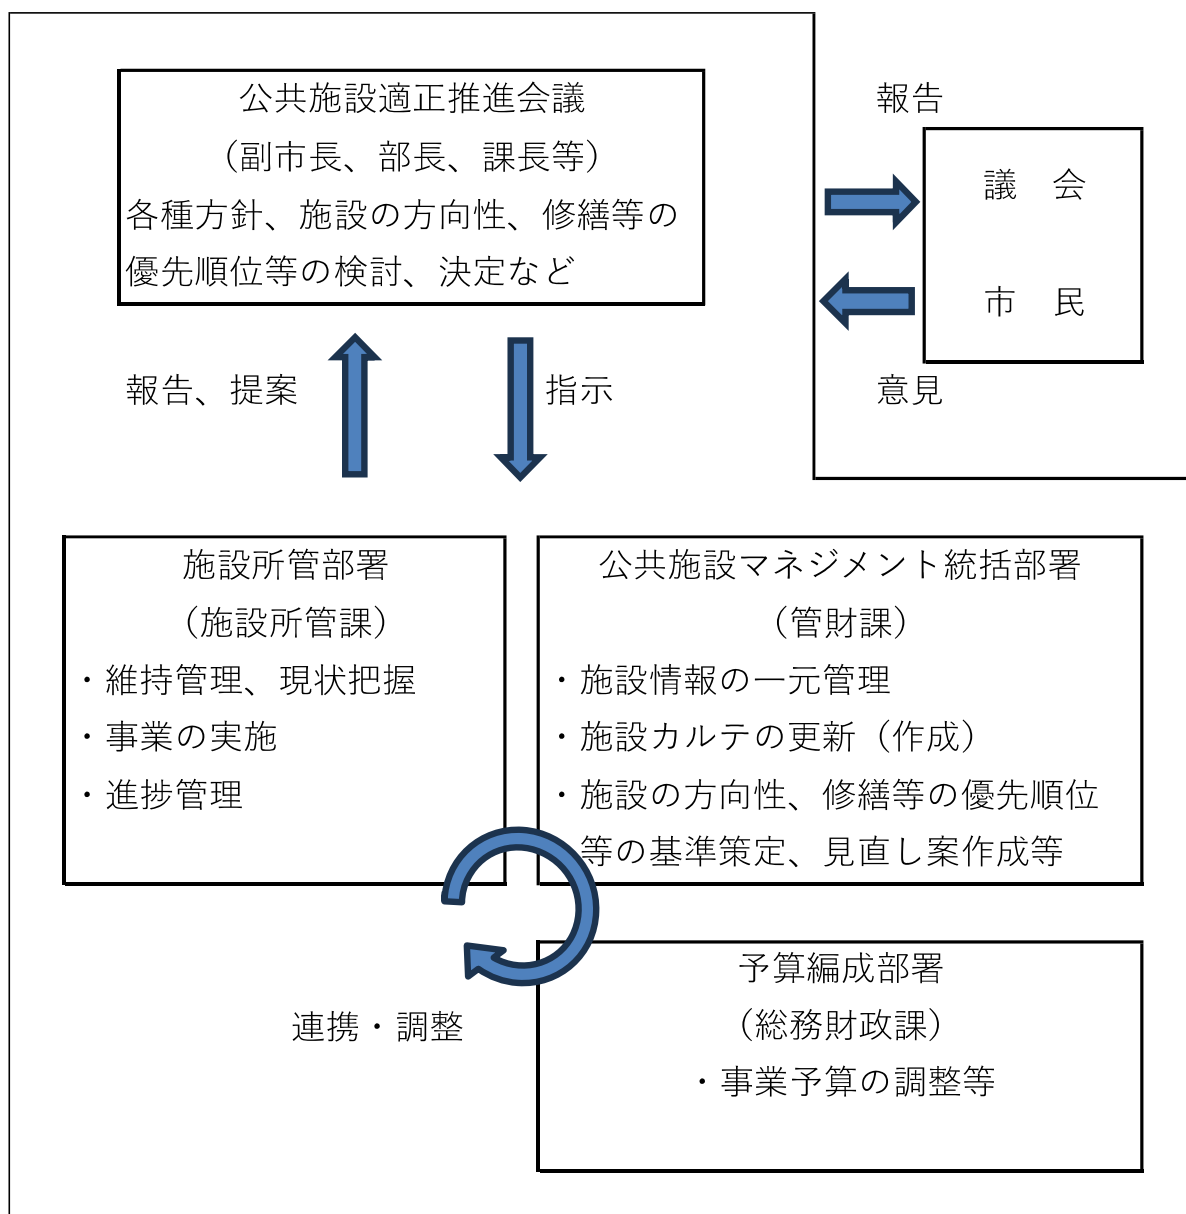 公共施設適正推進会議
（副市長、部長、課長等）
各種方針、施設の方向性、修繕等の
優先順位等の検討、決定など
報告
議　会
市　民
意見
報告、提案
指示
施設所管部署
（施設所管課）
・維持管理、現状把握
・事業の実施
・進捗管理
公共施設マネジメント統括部署
（管財課）
・施設情報の一元管理
・施設カルテの更新（作成）
・施設の方向性、修繕等の優先順位
等の基準策定、見直し案作成等
連携・調整
予算編成部署
（総務財政課）
・事業予算の調整等